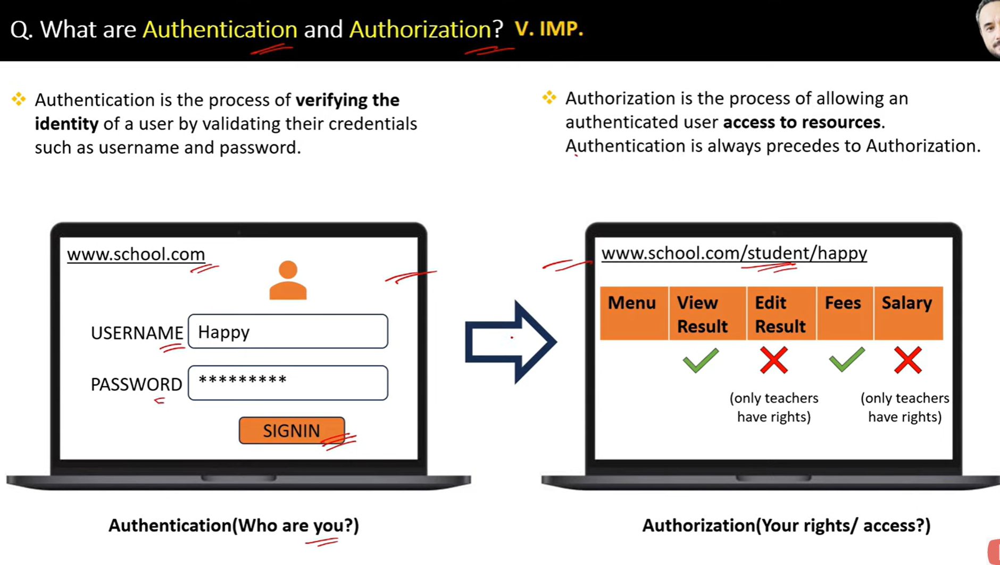 Q. What are Authentication and Authorization? V. IMP.
Authentication is the process of verifying the
identity of a user by validating their credentials
such as username and password.
Authorization is the process of allowing an
authenticated user access to resources.
Authentication is always precedes to Authorization.
www.school.com
USERNAME Happy
PASSWORD *********
SIGNIN
Authentication(Who are you?)
www.school.com/student/happy
Menu View Edit Fees Salary
Result Result
(only teachers (only teachers
have rights) have rights)
Authorization(Your rights/ access?)